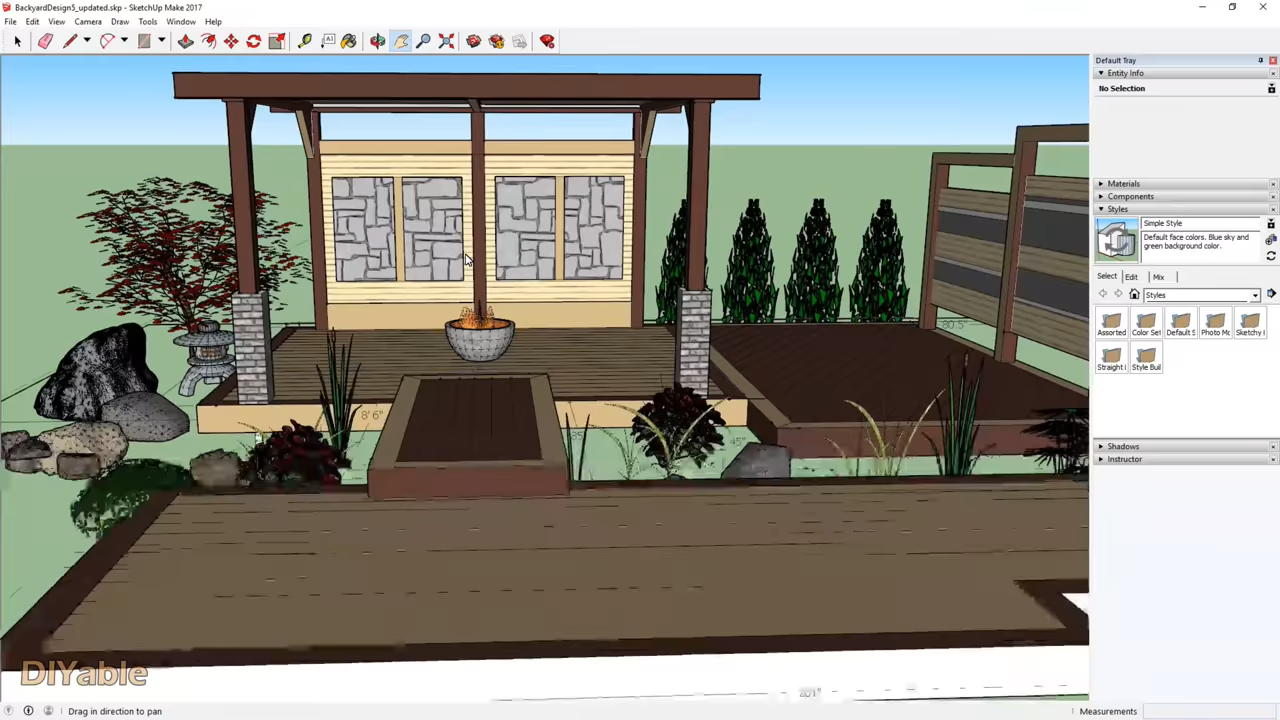 BackyardDesign5_updated.skp - SketchUp Make 2017
File Edit View Camera Draw Tools Window Help
Default Tray
Entity Info
No Selection
Materials
Components
Styles
Simple Style
Default face colors. Blue sky and
green background color.
Select Edit Mix
Styles
Assorted Color Set Default S Photo Mo Sketchy
Straight Style Buil
Shadows
Instructor
80.5"
8' 6"
45"
DIYable
Drag in direction to pan
Measurements